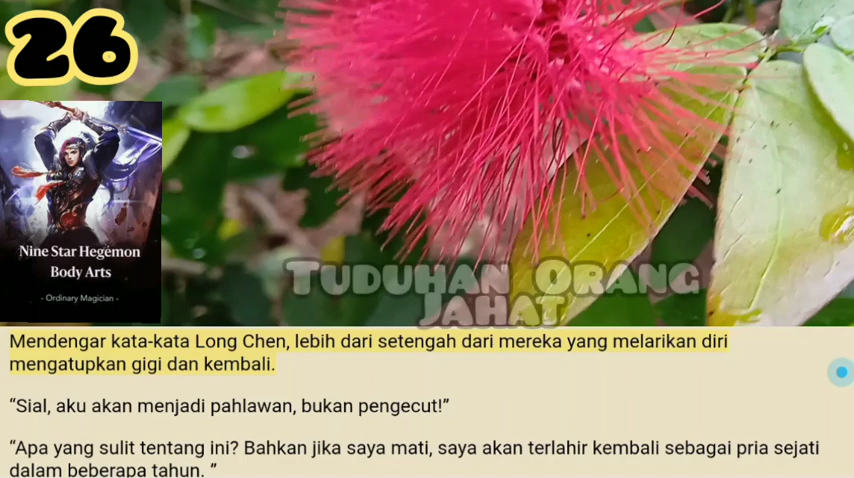 26
Nine Star Hegemon
Body Arts
- Ordinary Magician -
TUDUHAN ORANG
JAHAT
Mendengar kata-kata Long Chen, lebih dari setengah dari mereka yang melarikan diri
mengatupkan gigi dan kembali.
“Sial, aku akan menjadi pahlawan, bukan pengecut!”
“Apa yang sulit tentang ini? Bahkan jika saya mati, saya akan terlahir kembali sebagai pria sejati
dalam beberapa tahun. ”